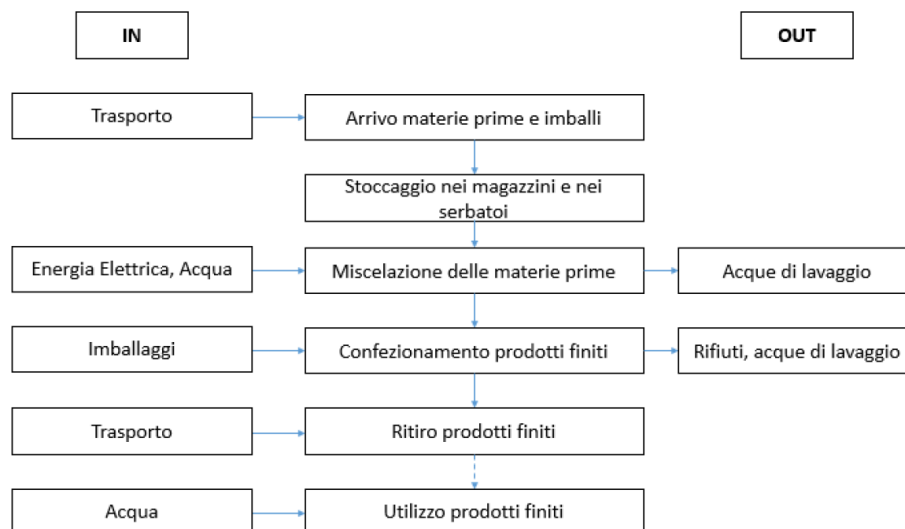 IN
OUT
Trasporto
Arrivo materie prime e imballi
Stoccaggio nei magazzini e nei
serbatoi
Energia Elettrica, Acqua
Miscelazione delle materie prime
Acque di lavaggio
Imballaggi
Confezionamento prodotti finiti
Rifiuti, acque di lavaggio
Trasporto
Ritiro prodotti finiti
Acqua
Utilizzo prodotti finiti